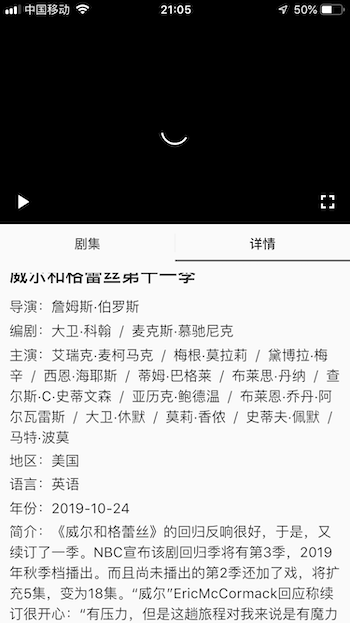 中国移动
21:05
50%
剧集
详情
威尔和格蕾丝第十一季
导演：詹姆斯·伯罗斯
编剧：大卫·科翰 / 麦克斯·慕驰尼克
主演：艾瑞克·麦柯马克 / 梅根·莫拉莉 / 黛博拉·梅
辛 / 西恩·海耶斯 / 蒂姆·巴格莱 / 布莱思·丹纳 / 查
尔斯·C·史蒂文森 / 亚历克·鲍德温 / 布莱恩·乔丹·阿
尔瓦雷斯 / 大卫·休默 / 莫莉·香侬 / 史蒂夫·佩默 /
马特·波莫
地区：美国
语言：英语
年份：2019-10-24
简介：《威尔和格蕾丝》的回归反响很好，于是，又
续订了一季。NBC宣布该剧回归季将有第3季，2019
年秋季档播出。而且尚未播出的第2季还加了戏，将扩
充5集，变为18集。“威尔”EricMcCormack回应称续
订很开心：“有压力，但是这趟旅程对我来说是有魔力